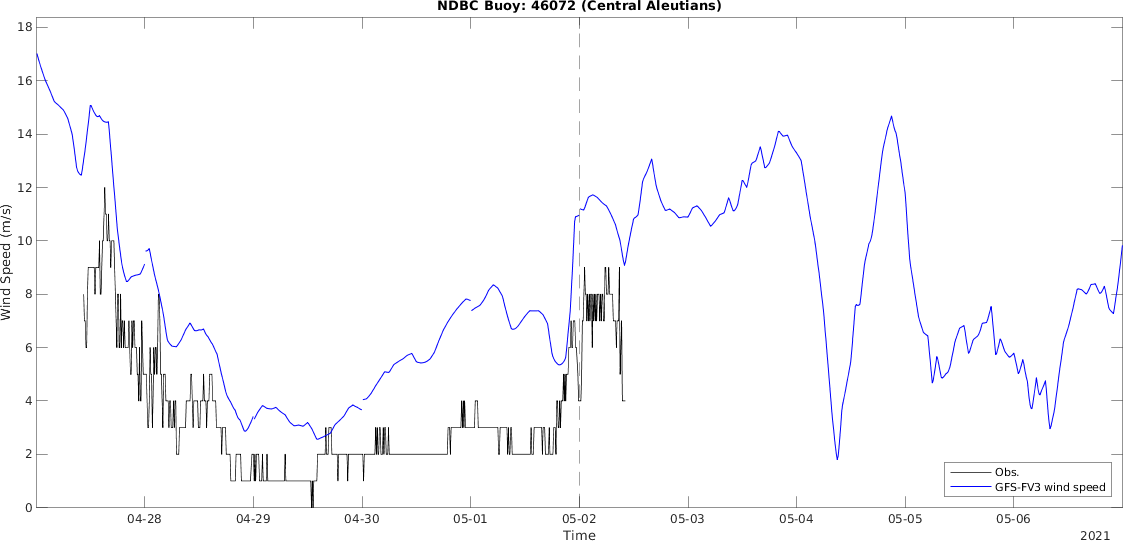 NDBC Buoy: 46072 (Central Aleutians)
18
16
14
12
10
8
6
4
2
0
Wind Speed (m/s)
04-28 04-29 04-30 05-01 05-02 05-03 05-04 05-05 05-06
Time
2021
Obs.
GFS-FV3 wind speed